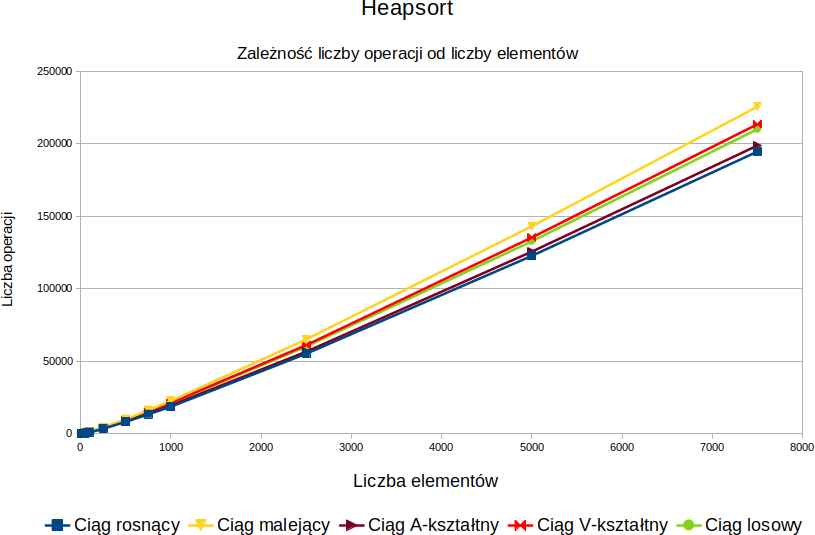 Heapsort
Zależność liczby operacji od liczby elementów
250000
200000
150000
100000
50000
0
Liczba operacji
0 1000 2000 3000 4000 5000 6000 7000 8000
Liczba elementów
Ciąg rosnący Ciąg malejący Ciąg A-kształtny Ciąg V-kształtny Ciąg losowy